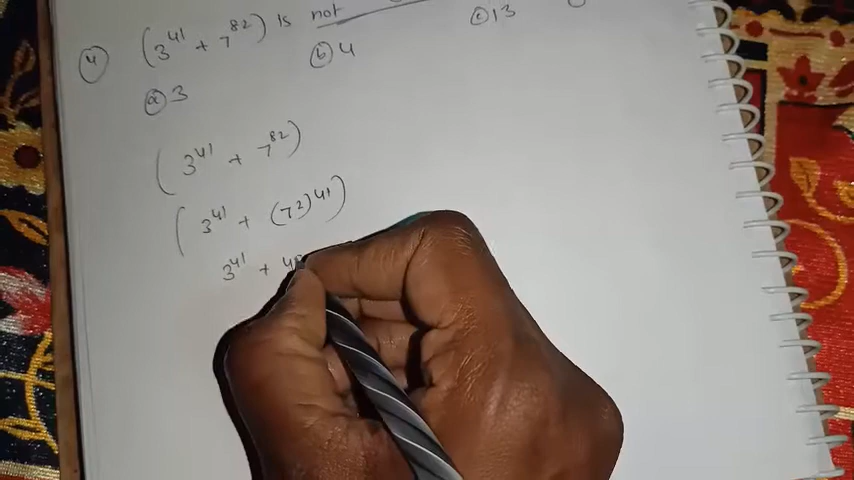 (4) (3^41 + 7^82) is not
(a) 3 (b) 4 (c) 13
(3^41 + 7^82)
(3^41 + (7^2)^41)
3^41 + 4